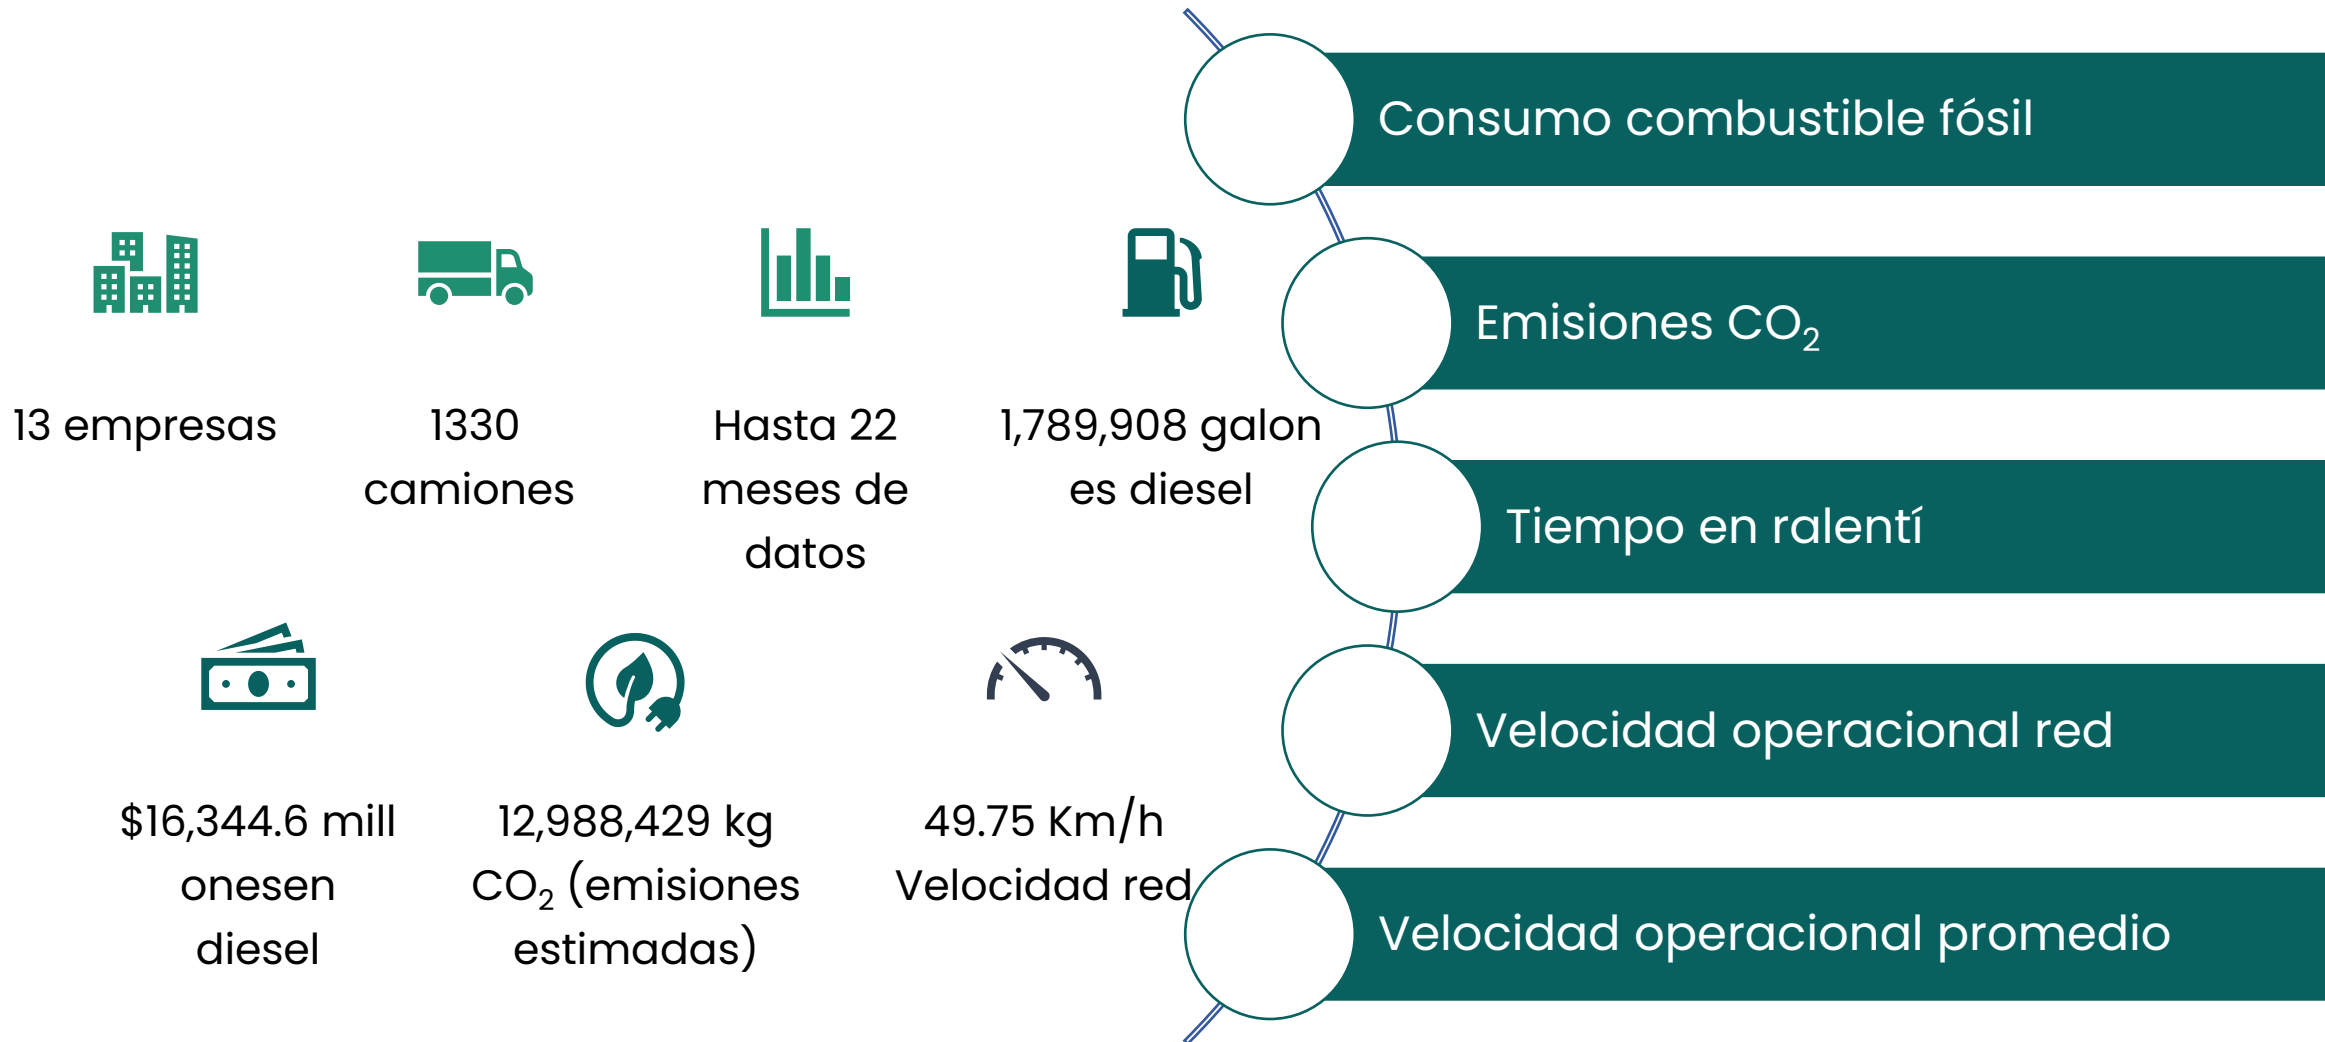 13 empresas
1330
camiones
Hasta 22
meses de
datos
1,789,908 galon
es diesel
$16,344.6 mill
onesen
diesel
12,988,429 kg
CO₂ (emisiones
estimadas)
49.75 Km/h
Velocidad red
Consumo combustible fósil
Emisiones CO₂
Tiempo en ralentí
Velocidad operacional red
Velocidad operacional promedio